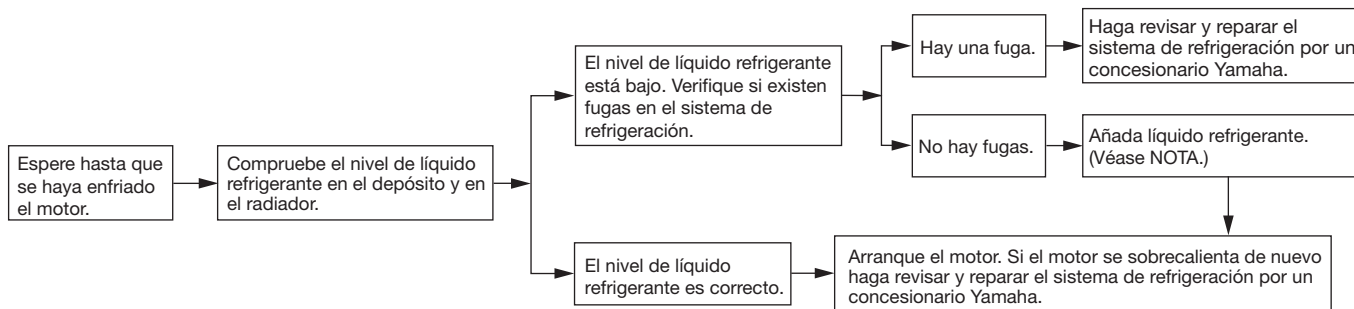 Espere hasta que
se haya enfriado
el motor.
Compruebe el nivel de líquido
refrigerante en el depósito y en
el radiador.
El nivel de líquido refrigerante
está bajo. Verifique si existen
fugas en el sistema de
refrigeración.
Hay una fuga.
Haga revisar y reparar el
sistema de refrigeración por un
concesionario Yamaha.
No hay fugas.
Añada líquido refrigerante.
(Véase NOTA.)
El nivel de líquido
refrigerante es correcto.
Arranque el motor. Si el motor se sobrecalienta de nuevo
haga revisar y reparar el sistema de refrigeración por un
concesionario Yamaha.